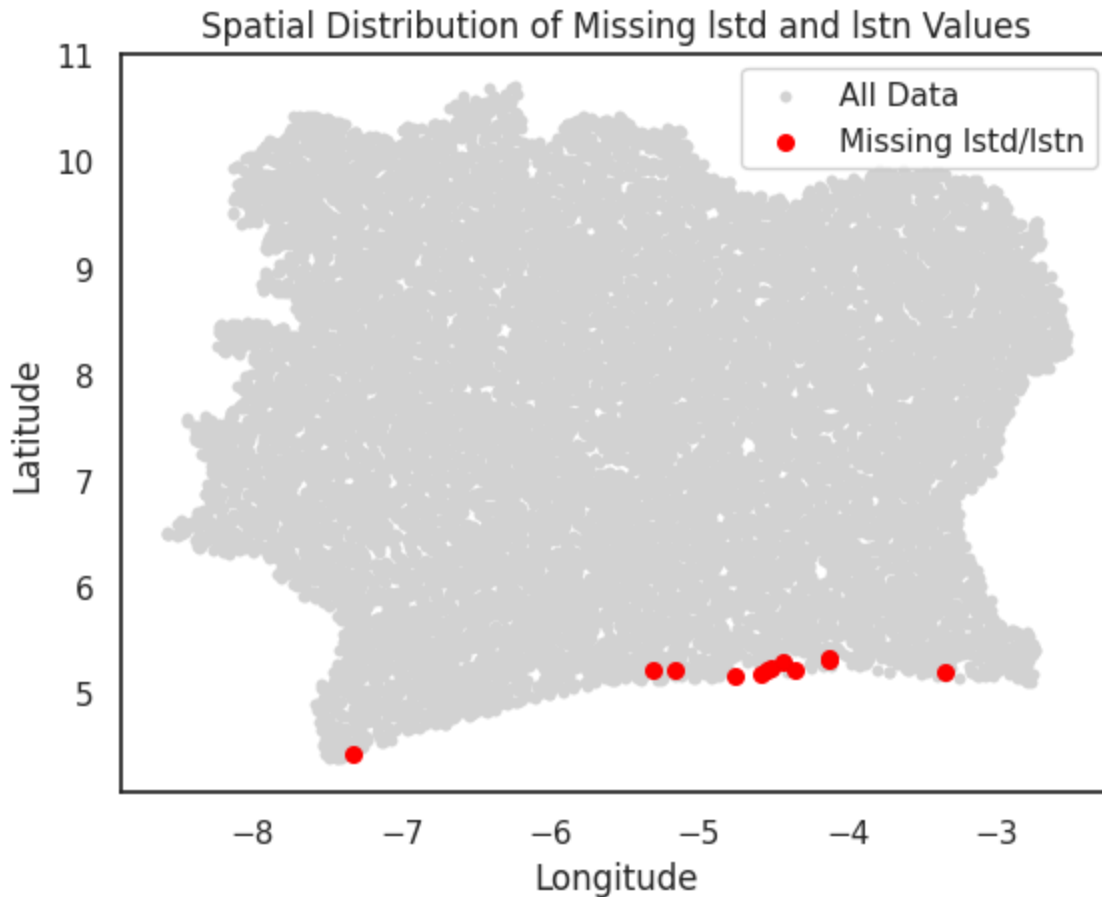 Spatial Distribution of Missing lstd and lstn Values
All Data
Missing lstd/lstn
11
10
9
8
7
6
5
Latitude
−8 −7 −6 −5 −4 −3
Longitude